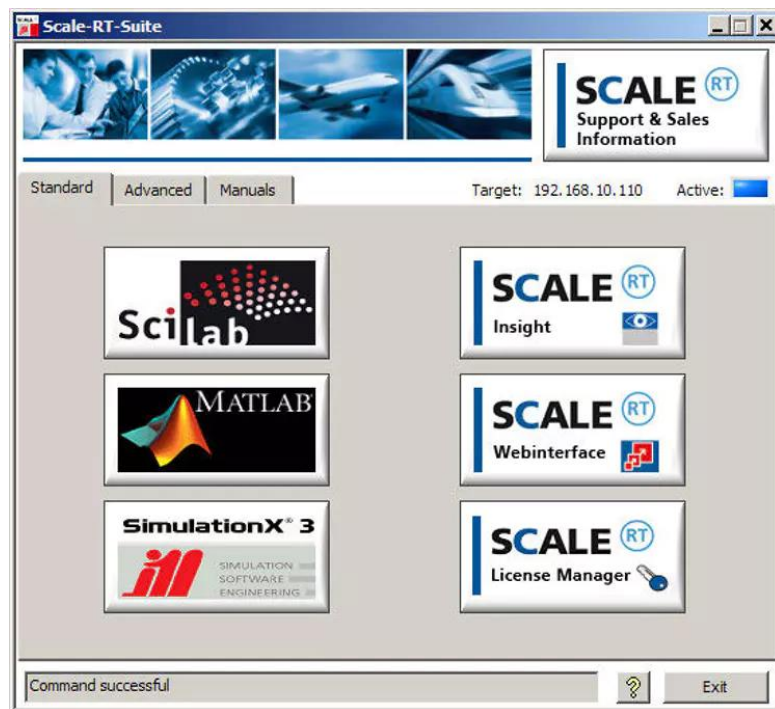 Scale-RT-Suite
SCALE RT
Support & Sales
Information
Standard
Advanced
Manuals
Target: 192.168.10.110
Active:
Scilab
SCALE RT
Insight
MATLAB
SCALE RT
Webinterface
SimulationX® 3
SIMULATION
SOFTWARE
ENGINEERING
SCALE RT
License Manager
Command successful
?
Exit